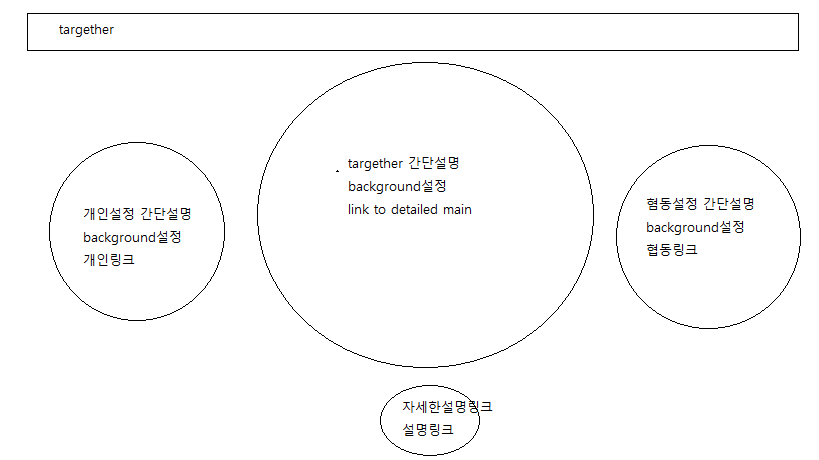 targether
targether 간단설명
background설정
link to detailed main
개인설정 간단설명
background설정
개인링크
혐동설정 간단설명
background설정
협동링크
자세한설명링크
설명링크